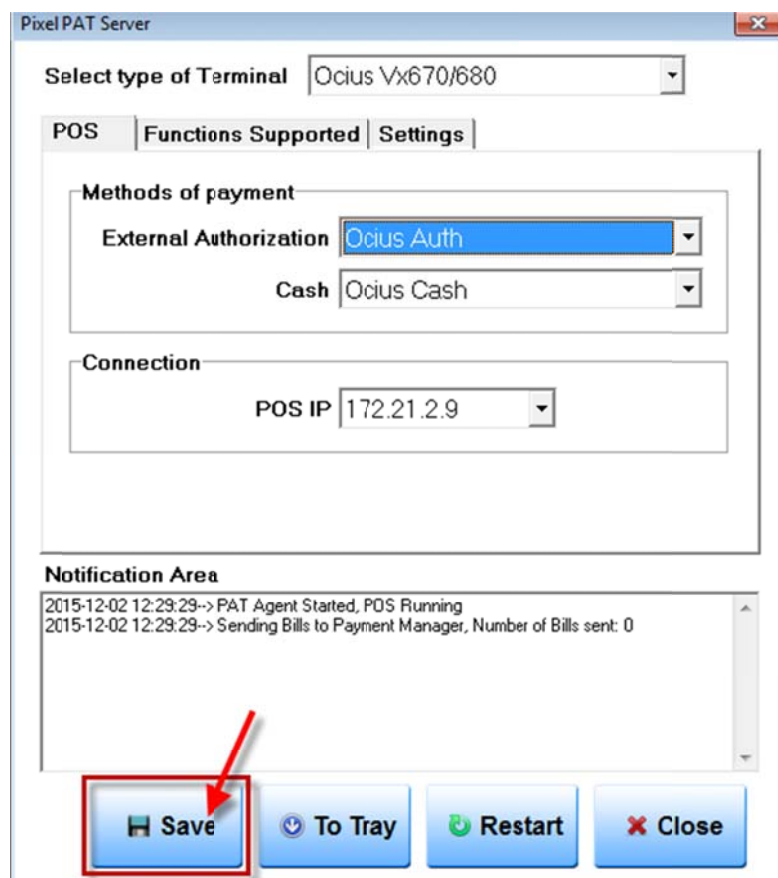 Pixel PAT Server
Select type of Terminal Ocius Vx670/680
POS Functions Supported Settings
Methods of payment
External Authorization Ocius Auth
Cash Ocius Cash
Connection
POS IP 172.21.2.9
Notification Area
2015-12-02 12:29:29--> PAT Agent Started, POS Running
2015-12-02 12:29:29--> Sending Bills to Payment Manager, Number of Bills sent: 0
Save To Tray Restart Close